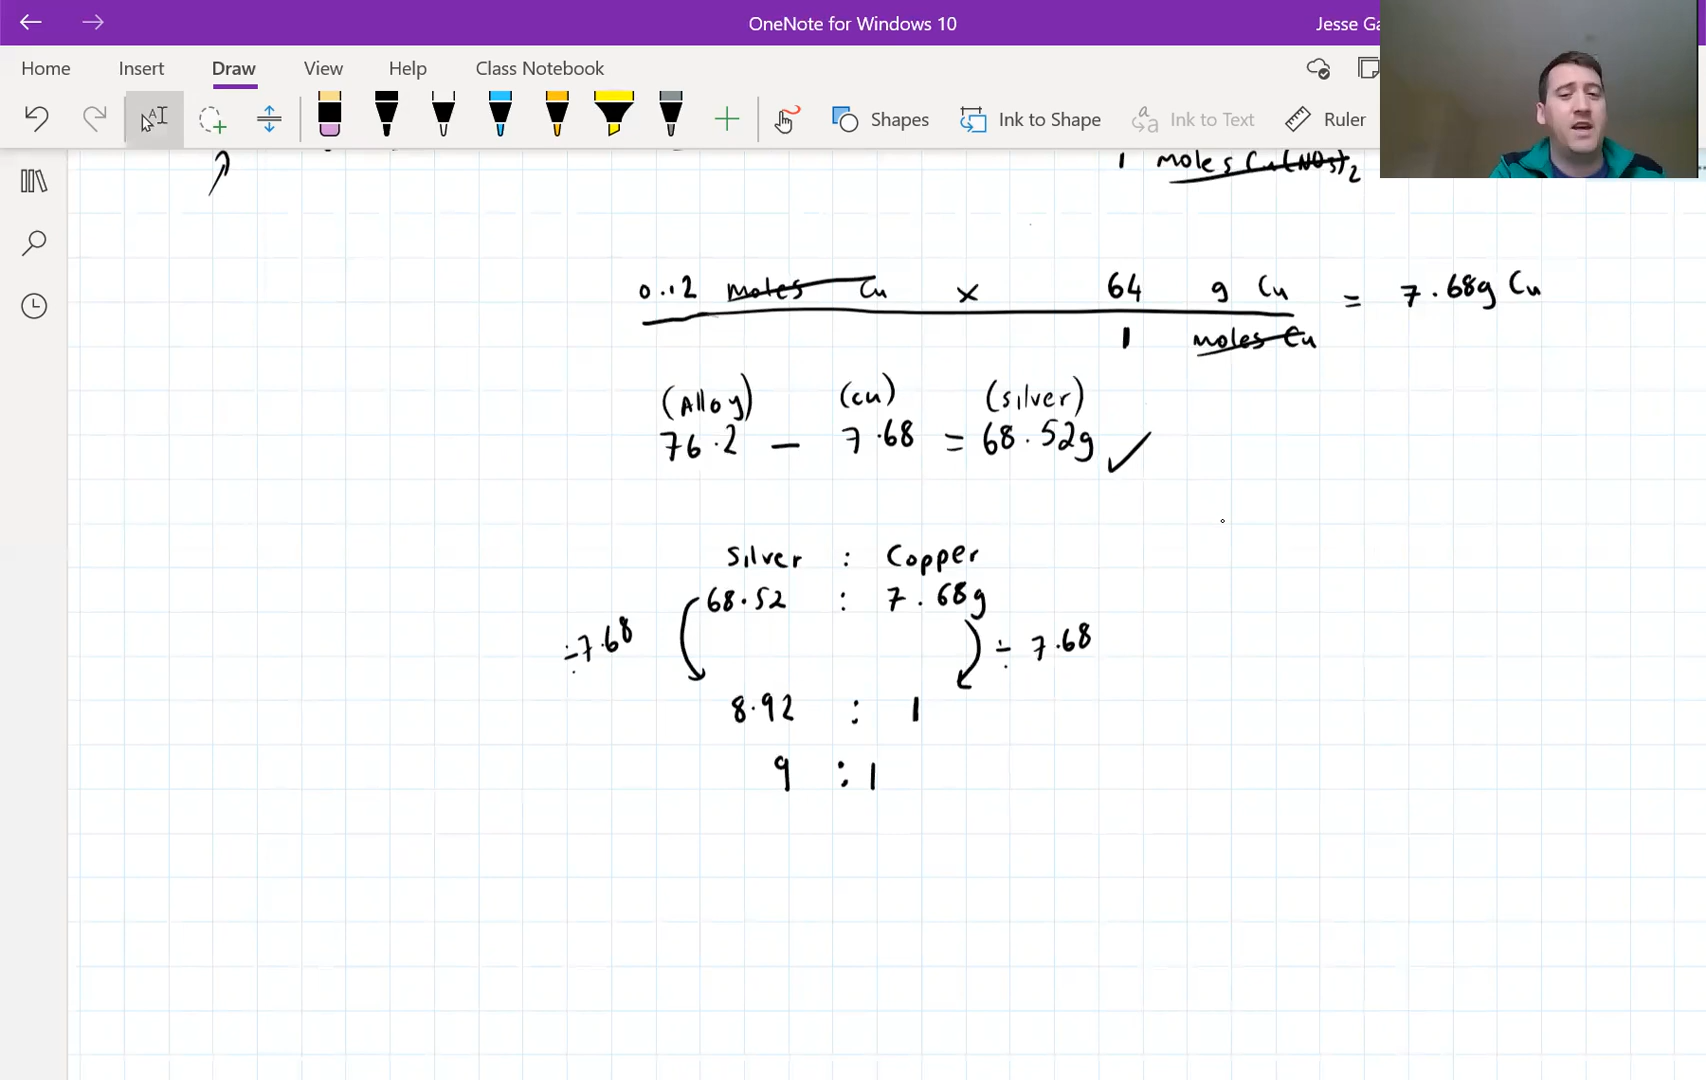 OneNote for Windows 10
Jesse Ga
Home Insert Draw View Help Class Notebook
Shapes Ink to Shape Ink to Text Ruler
1 moles Cu(NO3)2
0.12 moles Cu x 64 g Cu = 7.68g Cu
1 moles Cu
(Alloy) (Cu) (silver)
76.2 - 7.68 = 68.52g ✓
Silver : Copper
68.52 : 7.68g
÷7.68 ÷ 7.68
8.92 : 1
9 : 1